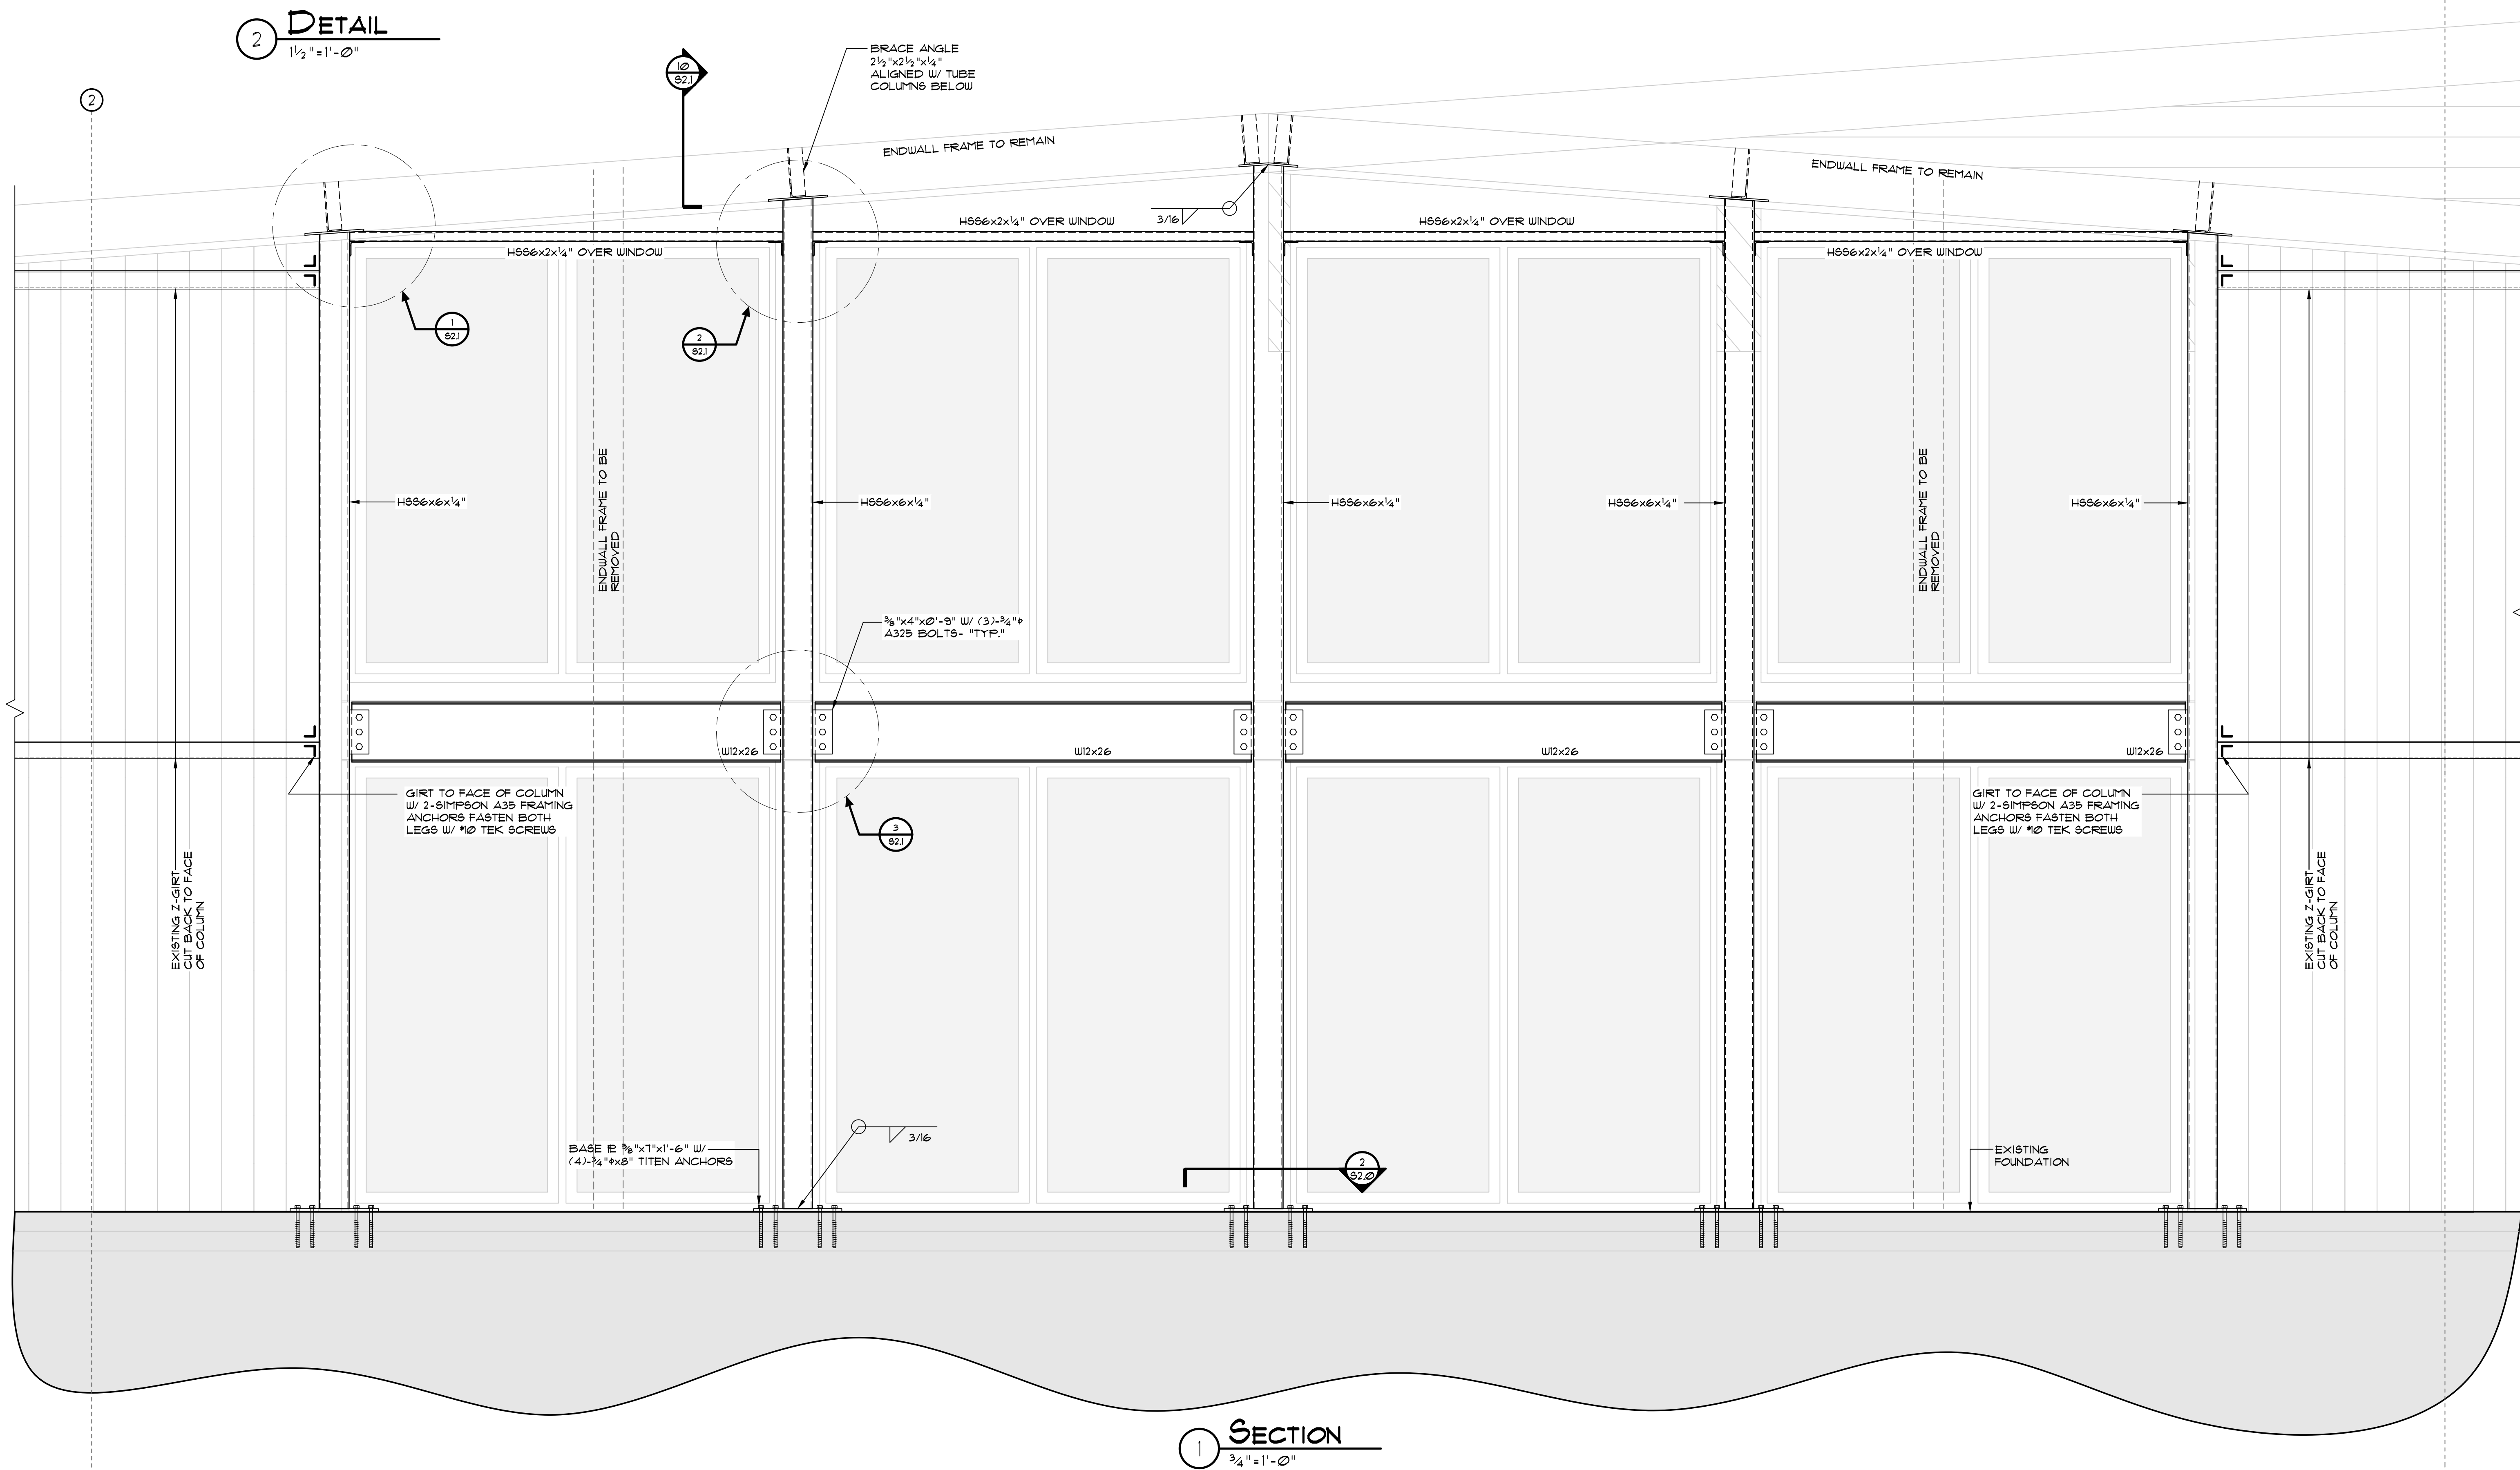 2 DETAIL
1½"=1'-0"
2
10
S2.1
BRACE ANGLE
2½"x2½"x¼"
ALIGNED W/ TUBE
COLUMNS BELOW
ENDWALL FRAME TO REMAIN
ENDWALL FRAME TO REMAIN
3/16
HSS6x2x¼" OVER WINDOW
HSS6x2x¼" OVER WINDOW
HSS6x2x¼" OVER WINDOW
HSS6x2x¼" OVER WINDOW
1
S2.1
2
S2.1
HSS6x6x¼"
HSS6x6x¼"
HSS6x6x¼"
HSS6x6x¼"
HSS6x6x¼"
ENDWALL FRAME TO BE
REMOVED
ENDWALL FRAME TO BE
REMOVED
⅜"x4"x0'-9" W/ (3)-¾"ϕ
A325 BOLTS- "TYP."
W12x26
W12x26
W12x26
W12x26
GIRT TO FACE OF COLUMN
W/ 2-SIMPSON A35 FRAMING
ANCHORS FASTEN BOTH
LEGS W/ #10 TEK SCREWS
GIRT TO FACE OF COLUMN
W/ 2-SIMPSON A35 FRAMING
ANCHORS FASTEN BOTH
LEGS W/ #10 TEK SCREWS
3
S2.1
EXISTING Z-GIRT
CUT BACK TO FACE
OF COLUMN
EXISTING Z-GIRT
CUT BACK TO FACE
OF COLUMN
3/16
BASE ℙL ⅜"x7"x1'-6" W/
(4)-¾"ϕx8" TITEN ANCHORS
2
S2.0
EXISTING
FOUNDATION
1 SECTION
¾"=1'-0"